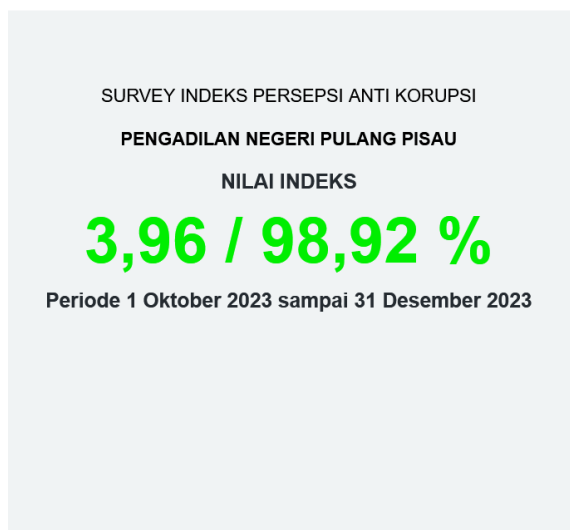 SURVEY INDEKS PERSEPSI ANTI KORUPSI
PENGADILAN NEGERI PULANG PISAU
NILAI INDEKS
3,96 / 98,92 %
Periode 1 Oktober 2023 sampai 31 Desember 2023